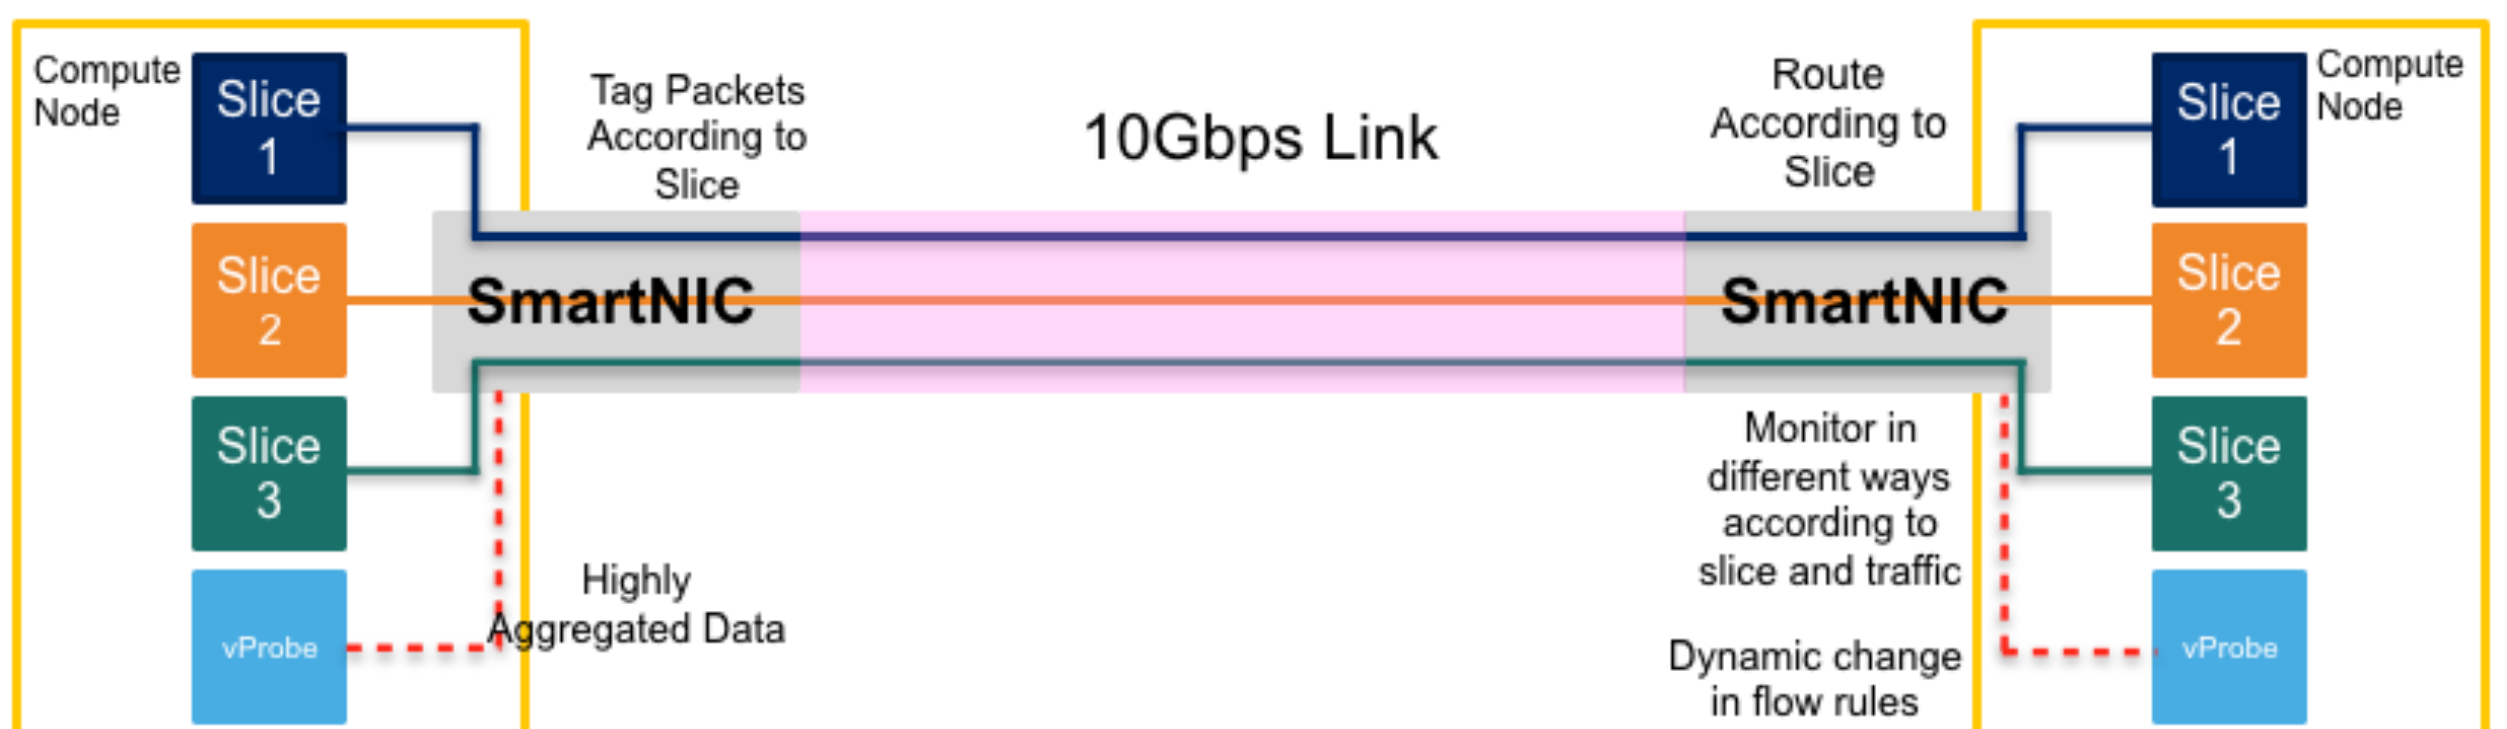 Compute
Node
Slice
1
Tag Packets
According to
Slice
10Gbps Link
Route
According to
Slice
Slice
1
Compute
Node
Slice
2
SmartNIC
SmartNIC
Slice
2
Slice
3
Monitor in
different ways
according to
slice and traffic
Slice
3
Highly
Aggregated Data
vProbe
Dynamic change
in flow rules
vProbe